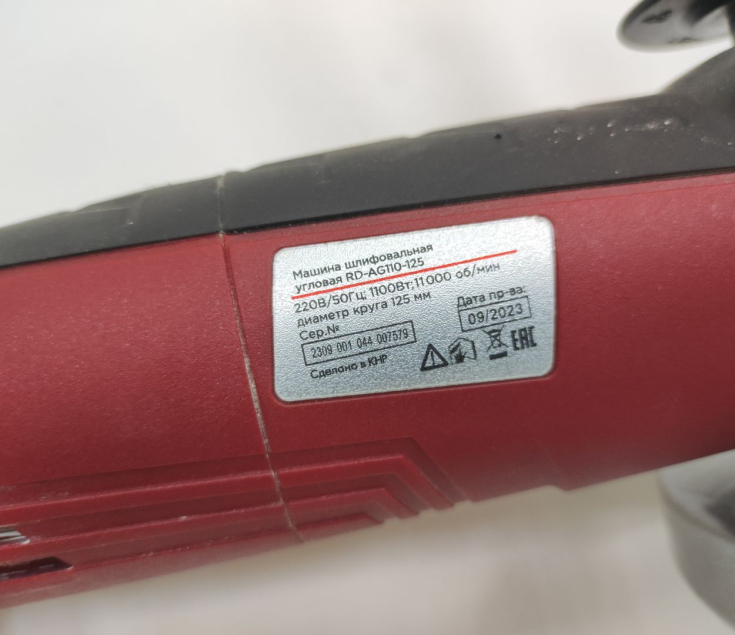 Машина шлифовальная
угловая RD-AG110-125
220В/50Гц; 1100Вт; 11 000 об/мин
диаметр круга 125 мм
Сер.№
2309 001 044 007579
Сделано в КНР
Дата пр-ва:
09/2023
EAC